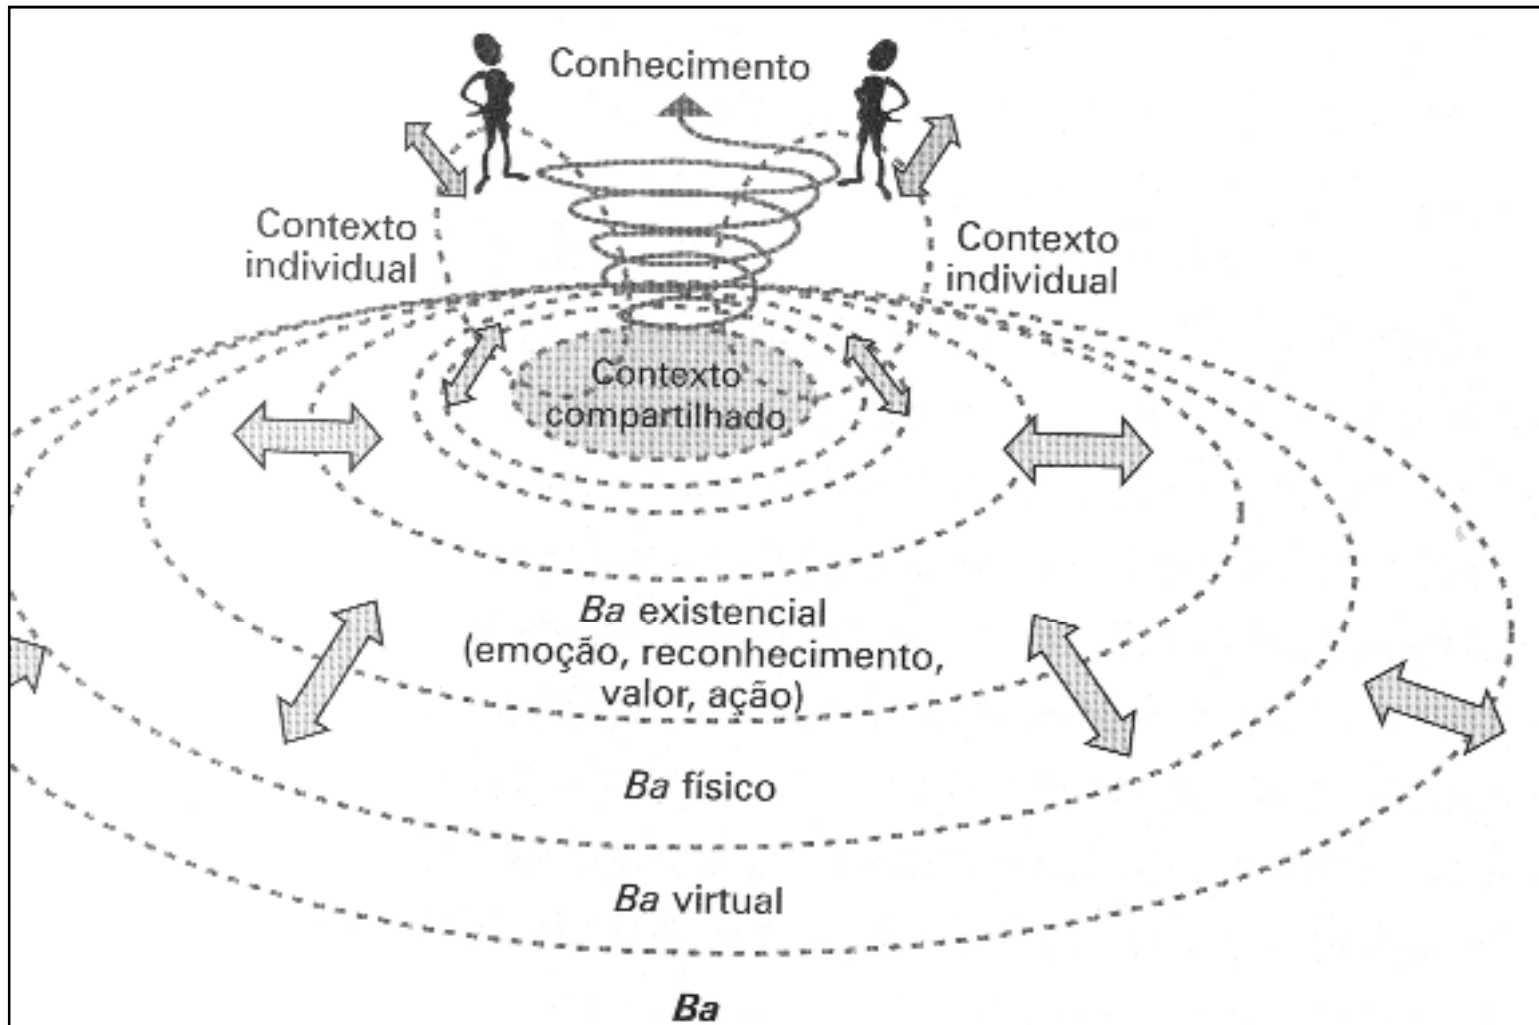 Conhecimento
Contexto
individual
Contexto
individual
Contexto
compartilhado
Ba existencial
(emoção, reconhecimento,
valor, ação)
Ba físico
Ba virtual
Ba